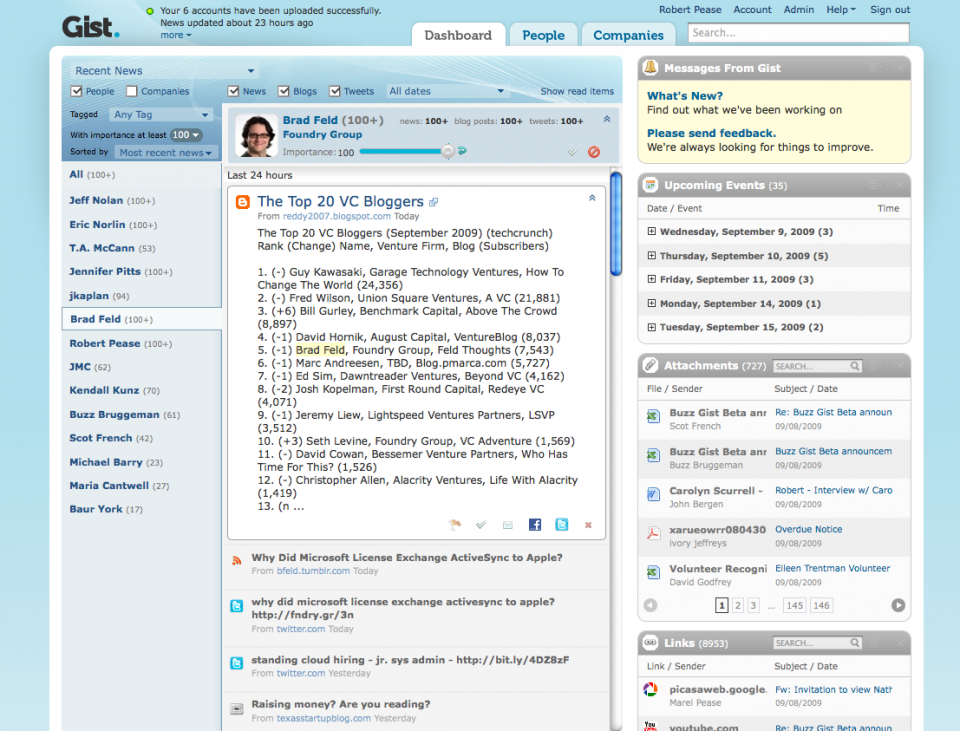 Gist.
Your 6 accounts have been uploaded successfully.
News updated about 23 hours ago
more
Robert Pease Account Admin Help Sign out
Dashboard People Companies
Search...
Recent News
People Companies
Tagged Any Tag
With importance at least 100
Sorted by Most recent news
All (100+)
Jeff Nolan (100+)
Eric Norlin (100+)
T.A. McCann (53)
Jennifer Pitts (100+)
jkaplan (94)
Brad Feld (100+)
Robert Pease (100+)
JMC (62)
Kendall Kunz (70)
Buzz Bruggeman (61)
Scot French (42)
Michael Barry (23)
Maria Cantwell (27)
Baur York (17)
News Blogs Tweets All dates Show read items
Brad Feld (100+) news: 100+ blog posts: 100+ tweets: 100+
Foundry Group
Importance: 100
Last 24 hours
The Top 20 VC Bloggers
From reddy2007.blogspot.com Today
The Top 20 VC Bloggers (September 2009) (techcrunch)
Rank (Change) Name, Venture Firm, Blog (Subscribers)
1. (-) Guy Kawasaki, Garage Technology Ventures, How To
Change The World (24,356)
2. (-) Fred Wilson, Union Square Ventures, A VC (21,881)
3. (+6) Bill Gurley, Benchmark Capital, Above The Crowd
(8,897)
4. (-1) David Hornik, August Capital, VentureBlog (8,037)
5. (-1) Brad Feld, Foundry Group, Feld Thoughts (7,543)
6. (-1) Marc Andreesen, TBD, Blog.pmarca.com (5,727)
7. (-1) Ed Sim, Dawntreader Ventures, Beyond VC (4,162)
8. (-2) Josh Kopelman, First Round Capital, Redeye VC
(4,071)
9. (-1) Jeremy Liew, Lightspeed Ventures Partners, LSVP
(3,512)
10. (+3) Seth Levine, Foundry Group, VC Adventure (1,569)
11. (-) David Cowan, Bessemer Venture Partners, Who Has
Time For This? (1,526)
12. (-) Christopher Allen, Alacrity Ventures, Life With Alacrity
(1,419)
13. (n ...
Why Did Microsoft License Exchange ActiveSync to Apple?
From bfeld.tumblr.com Today
why did microsoft license exchange activesync to apple?
http://fndry.gr/3n
From twitter.com Today
standing cloud hiring - jr. sys admin - http://bit.ly/4DZ8zF
From twitter.com Yesterday
Raising money? Are you reading?
From texasstartupblog.com Yesterday
Messages From Gist
What's New?
Find out what we've been working on
Please send feedback.
We're always looking for things to improve.
Upcoming Events (35)
Date / Event Time
Wednesday, September 9, 2009 (3)
Thursday, September 10, 2009 (5)
Friday, September 11, 2009 (3)
Monday, September 14, 2009 (1)
Tuesday, September 15, 2009 (2)
Attachments (727) SEARCH...
File / Sender Subject / Date
Buzz Gist Beta anr Re: Buzz Gist Beta announ
Scot French 09/08/2009
Buzz Gist Beta anr Buzz Gist Beta announcem
Buzz Bruggeman 09/08/2009
Carolyn Scurrell - Robert - Interview w/ Caro
John Bergen 09/08/2009
xarueowrr080430 Overdue Notice
ivory jeffreys 09/08/2009
Volunteer Recogni Eileen Trentman Volunteer
David Godfrey 09/08/2009
1 2 3 ... 145 146
Links (8953) SEARCH...
Link / Sender Subject / Date
picasaweb.google. Fw: Invitation to view Nath
Marel Pease 09/08/2009
youtube.com Re: Buzz Gist Beta announ